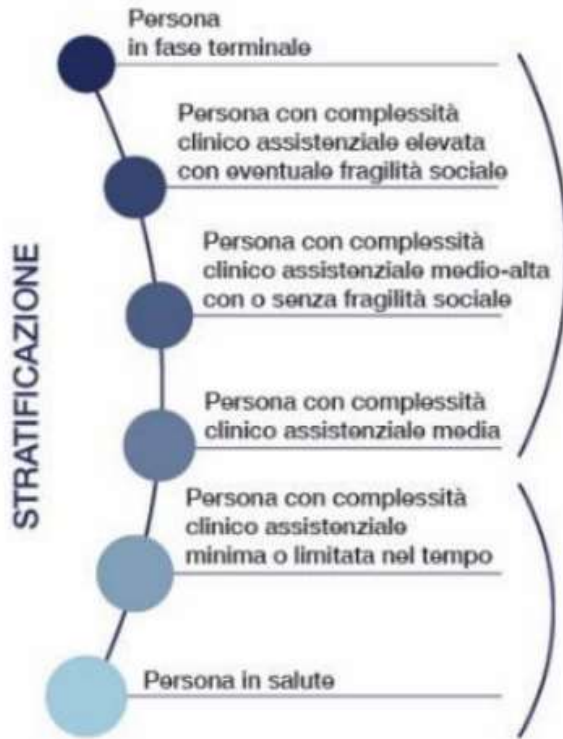 Persona
in fase terminale
Persona con complessità
clinico assistenziale elevata
con eventuale fragilità sociale
Persona con complessità
clinico assistenziale medio-alta
con o senza fragilità sociale
STRATIFICAZIONE
Persona con complessità
clinico assistenziale media
Persona con complessità
clinico assistenziale
minima o limitata nel tempo
Persona in salute